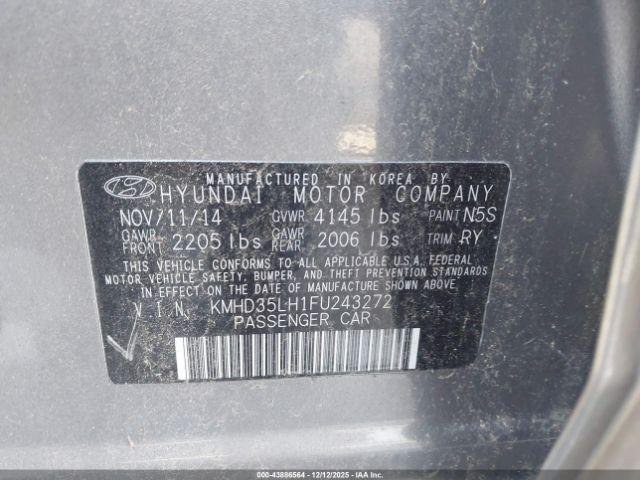 MANUFACTURED IN KOREA BY:
HYUNDAI MOTOR COMPANY
NOV/11/14 GVWR 4145 lbs PAINT N5S
GAWR FRONT 2205 lbs GAWR REAR 2006 lbs TRIM RY
THIS VEHICLE CONFORMS TO ALL APPLICABLE U.S.A. FEDERAL
MOTOR VEHICLE SAFETY, BUMPER, AND THEFT PREVENTION STANDARDS
IN EFFECT ON THE DATE OF MANUFACTURE SHOWN ABOVE.
V I N KMHD35LH1FU243272
PASSENGER CAR
© IAA - 43886564 - 12/12/2025 - IAAI.COM